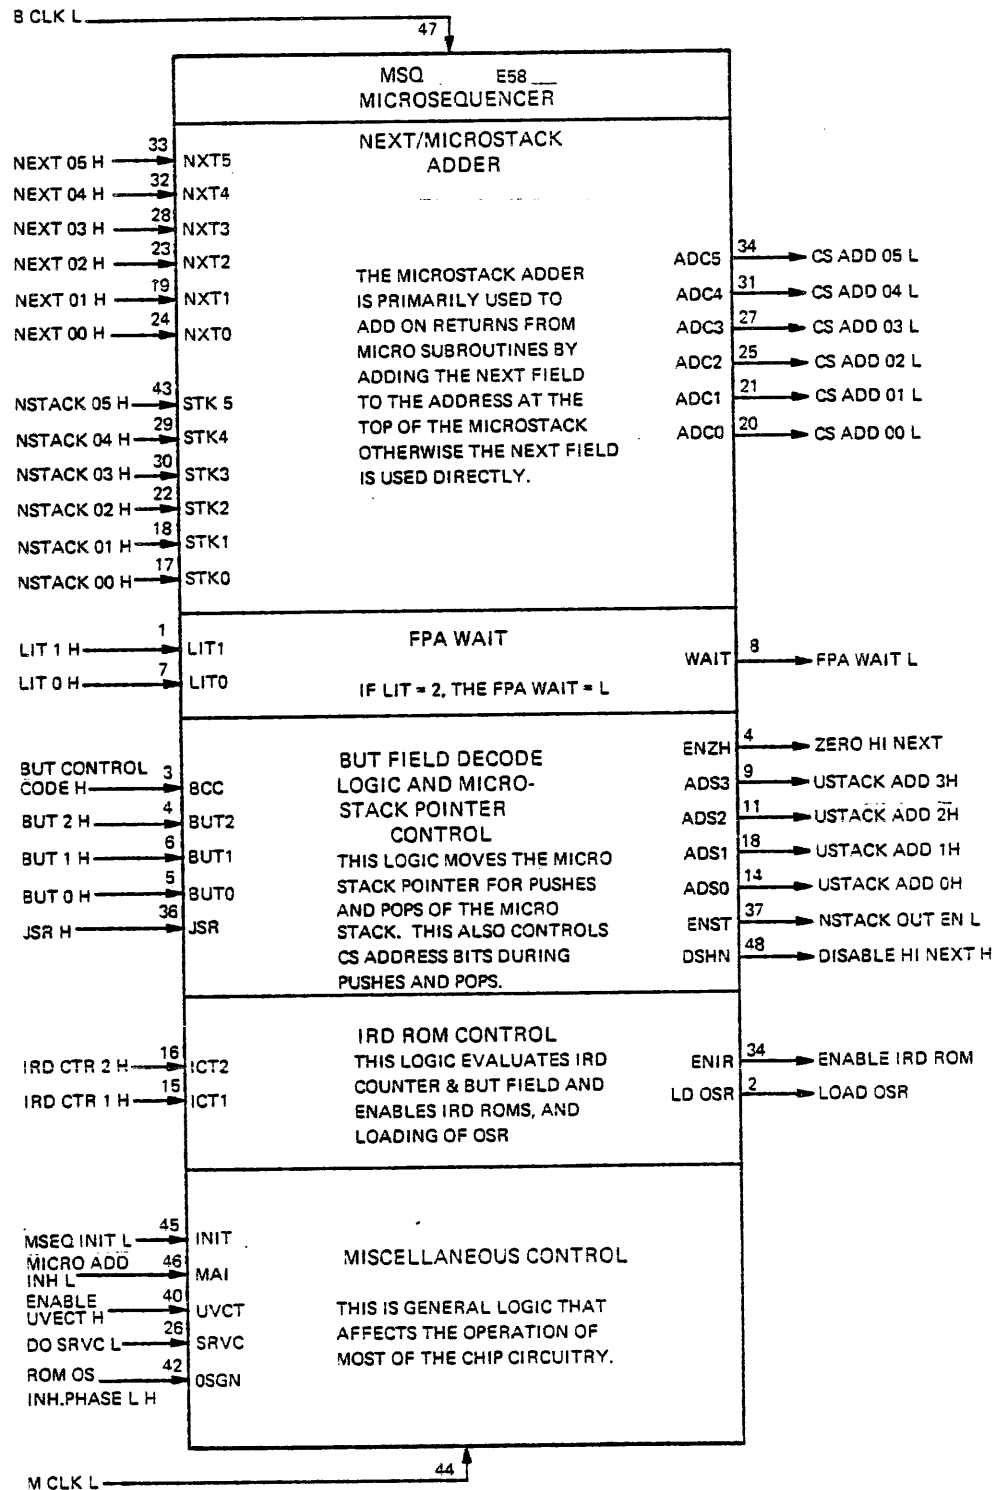 B CLK L
47
MSQ E58
MICROSEQUENCER
NEXT/MICROSTACK
ADDER
NEXT 05 H 33 NXT5
NEXT 04 H 32 NXT4
NEXT 03 H 28 NXT3
NEXT 02 H 23 NXT2
NEXT 01 H 19 NXT1
NEXT 00 H 24 NXT0
NSTACK 05 H 43 STK 5
NSTACK 04 H 29 STK4
NSTACK 03 H 30 STK3
NSTACK 02 H 22 STK2
NSTACK 01 H 18 STK1
NSTACK 00 H 17 STK0
THE MICROSTACK ADDER
IS PRIMARILY USED TO
ADD ON RETURNS FROM
MICRO SUBROUTINES BY
ADDING THE NEXT FIELD
TO THE ADDRESS AT THE
TOP OF THE MICROSTACK
OTHERWISE THE NEXT FIELD
IS USED DIRECTLY.
ADC5 34 CS ADD 05 L
ADC4 31 CS ADD 04 L
ADC3 27 CS ADD 03 L
ADC2 25 CS ADD 02 L
ADC1 21 CS ADD 01 L
ADC0 20 CS ADD 00 L
LIT 1 H 1 LIT1
LIT 0 H 7 LIT0
FPA WAIT
IF LIT = 2, THE FPA WAIT = L
WAIT 8 FPA WAIT L
BUT CONTROL
CODE H 3 BCC
BUT 2 H 4 BUT2
BUT 1 H 6 BUT1
BUT 0 H 5 BUT0
JSR H 36 JSR
BUT FIELD DECODE
LOGIC AND MICRO-
STACK POINTER
CONTROL
THIS LOGIC MOVES THE MICRO
STACK POINTER FOR PUSHES
AND POPS OF THE MICRO
STACK. THIS ALSO CONTROLS
CS ADDRESS BITS DURING
PUSHES AND POPS.
ENZH 4 ZERO HI NEXT
ADS3 9 USTACK ADD 3H
ADS2 11 USTACK ADD 2H
ADS1 18 USTACK ADD 1H
ADS0 14 USTACK ADD 0H
ENST 37 NSTACK OUT EN L
DSHN 48 DISABLE HI NEXT H
IRD CTR 2 H 16 ICT2
IRD CTR 1 H 15 ICT1
IRD ROM CONTROL
THIS LOGIC EVALUATES IRD
COUNTER & BUT FIELD AND
ENABLES IRD ROMS, AND
LOADING OF OSR
ENIR 34 ENABLE IRD ROM
LD OSR 2 LOAD OSR
MSEQ INIT L 45 INIT
MICRO ADD
INH L 46 MAI
ENABLE
UVECT H 40 UVCT
DO SRVC L 26 SRVC
ROM OS 42 0SGN
INH.PHASE L H
MISCELLANEOUS CONTROL
THIS IS GENERAL LOGIC THAT
AFFECTS THE OPERATION OF
MOST OF THE CHIP CIRCUITRY.
44
M CLK L